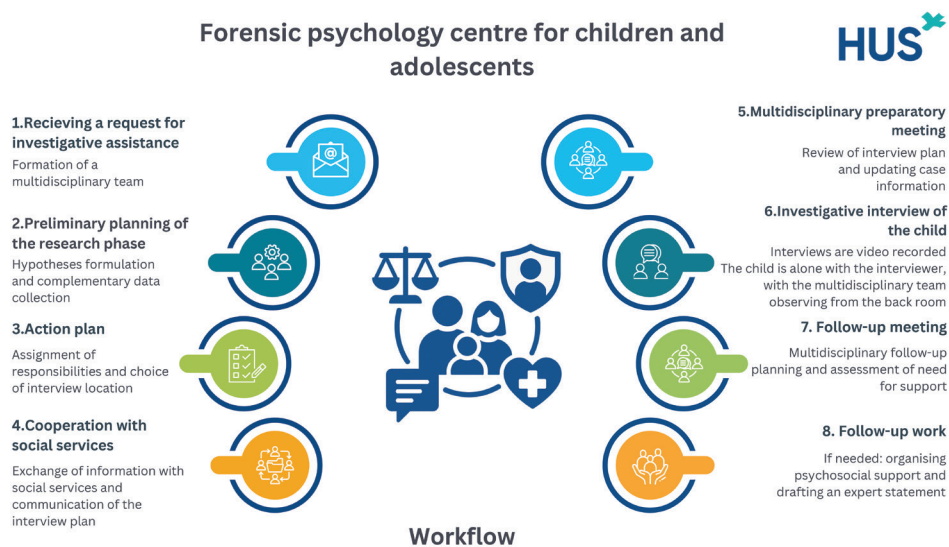 Forensic psychology centre for children and
adolescents
HUS
1.Recieving a request for
investigative assistance
Formation of a
multidisciplinary team
2.Preliminary planning of
the research phase
Hypotheses formulation
and complementary data
collection
3.Action plan
Assignment of
responsibilities and choice
of interview location
4.Cooperation with
social services
Exchange of information with
social services and
communication of the
interview plan
5.Multidisciplinary preparatory
meeting
Review of interview plan
and updating case
information
6.Investigative interview of
the child
Interviews are video recorded
The child is alone with the interviewer,
with the multidisciplinary team
observing from the back room
7. Follow-up meeting
Multidisciplinary follow-up
planning and assessment of need
for support
8. Follow-up work
If needed: organising
psychosocial support and
drafting an expert statement
Workflow